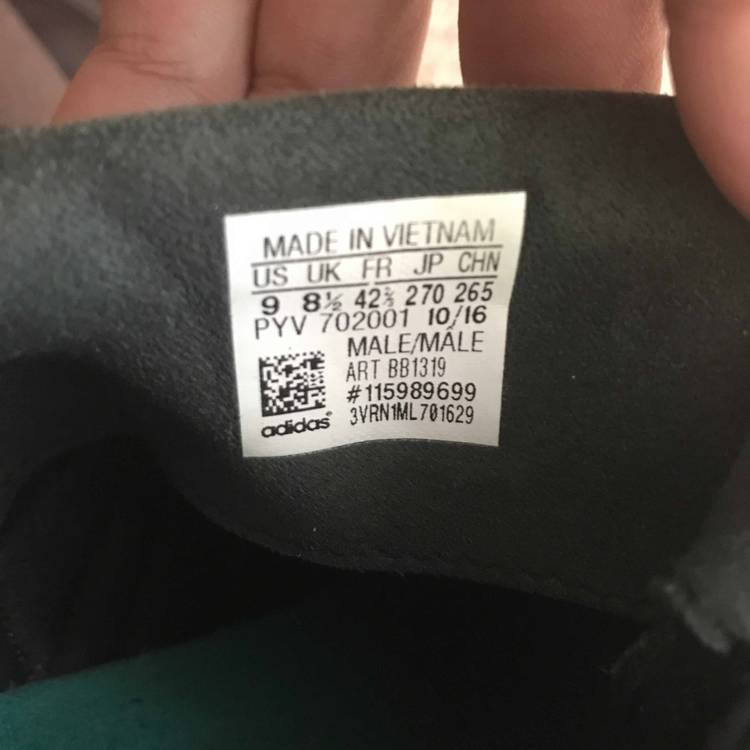 MADE IN VIETNAM
US UK FR JP CHN
9 8½ 42⅔ 270 265
PYV 702001 10/16
MALE/MÂLE
ART BB1319
#115989699
adidas® 3VRN1ML701629